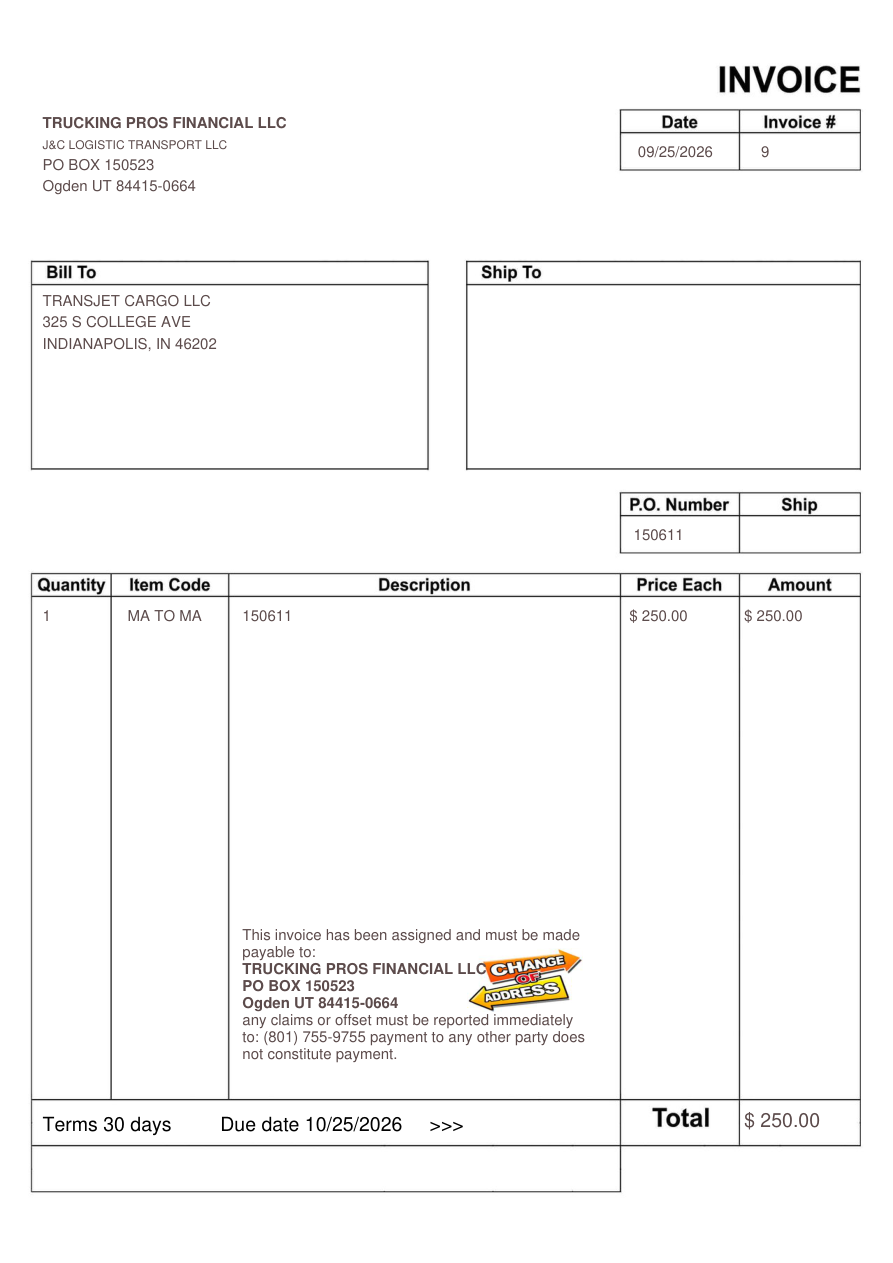 INVOICE
TRUCKING PROS FINANCIAL LLC
J&C LOGISTIC TRANSPORT LLC
PO BOX 150523
Ogden UT 84415-0664
Date Invoice #
09/25/2026 9
Bill To
TRANSJET CARGO LLC
325 S COLLEGE AVE
INDIANAPOLIS, IN 46202
Ship To
P.O. Number Ship
150611
Quantity Item Code Description Price Each Amount
1 MA TO MA 150611 $ 250.00 $ 250.00
This invoice has been assigned and must be made
payable to:
TRUCKING PROS FINANCIAL LLC
PO BOX 150523
Ogden UT 84415-0664
CHANGE
OF
ADDRESS
any claims or offset must be reported immediately
to: (801) 755-9755 payment to any other party does
not constitute payment.
Terms 30 days Due date 10/25/2026 >>> Total $ 250.00